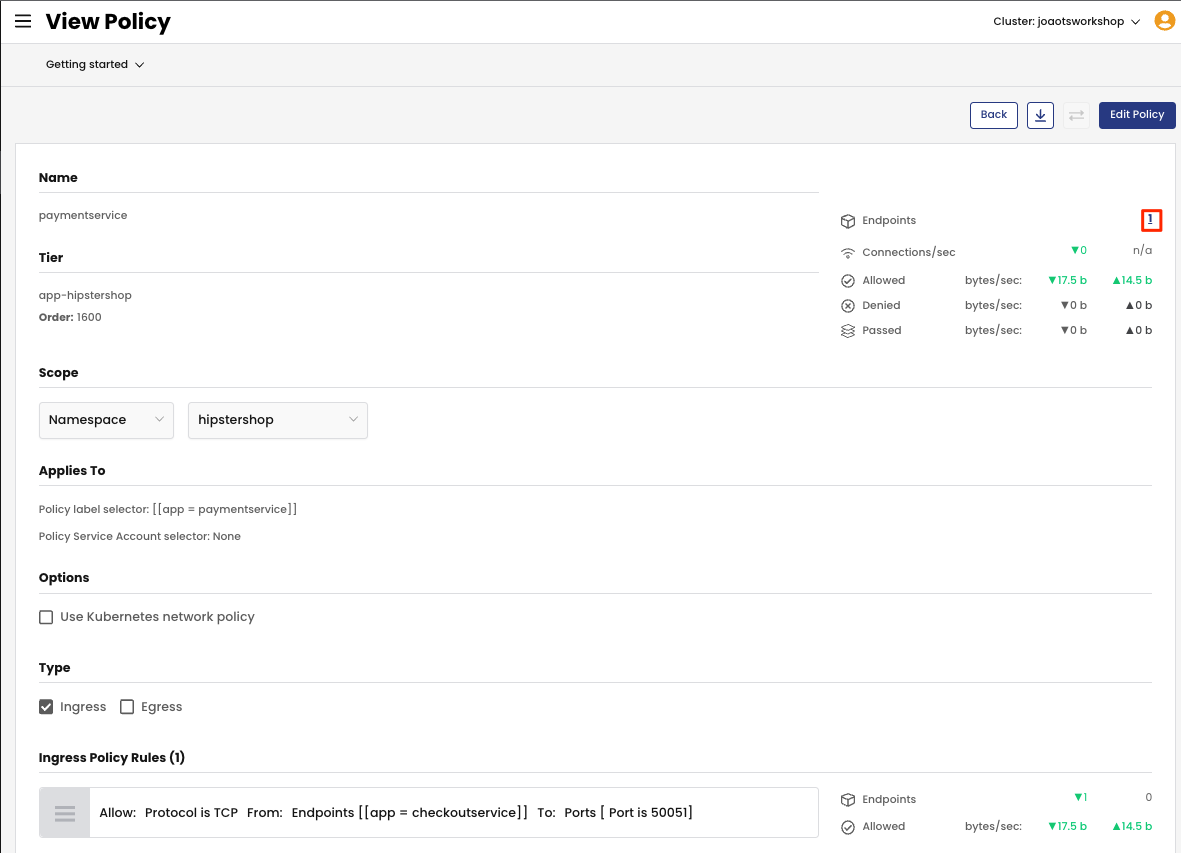 View Policy
Cluster: joaotsworkshop
Getting started
Back
Edit Policy
Name
paymentservice
Tier
app-hipstershop
Order: 1600
Endpoints 1
Connections/sec ▼0 n/a
Allowed bytes/sec: ▼17.5 b ▲14.5 b
Denied bytes/sec: ▼0 b ▲0 b
Passed bytes/sec: ▼0 b ▲0 b
Scope
Namespace hipstershop
Applies To
Policy label selector: [[app = paymentservice]]
Policy Service Account selector: None
Options
Use Kubernetes network policy
Type
Ingress Egress
Ingress Policy Rules (1)
Allow: Protocol is TCP From: Endpoints [[app = checkoutservice]] To: Ports [ Port is 50051]
Endpoints ▼1 0
Allowed bytes/sec: ▼17.5 b ▲14.5 b